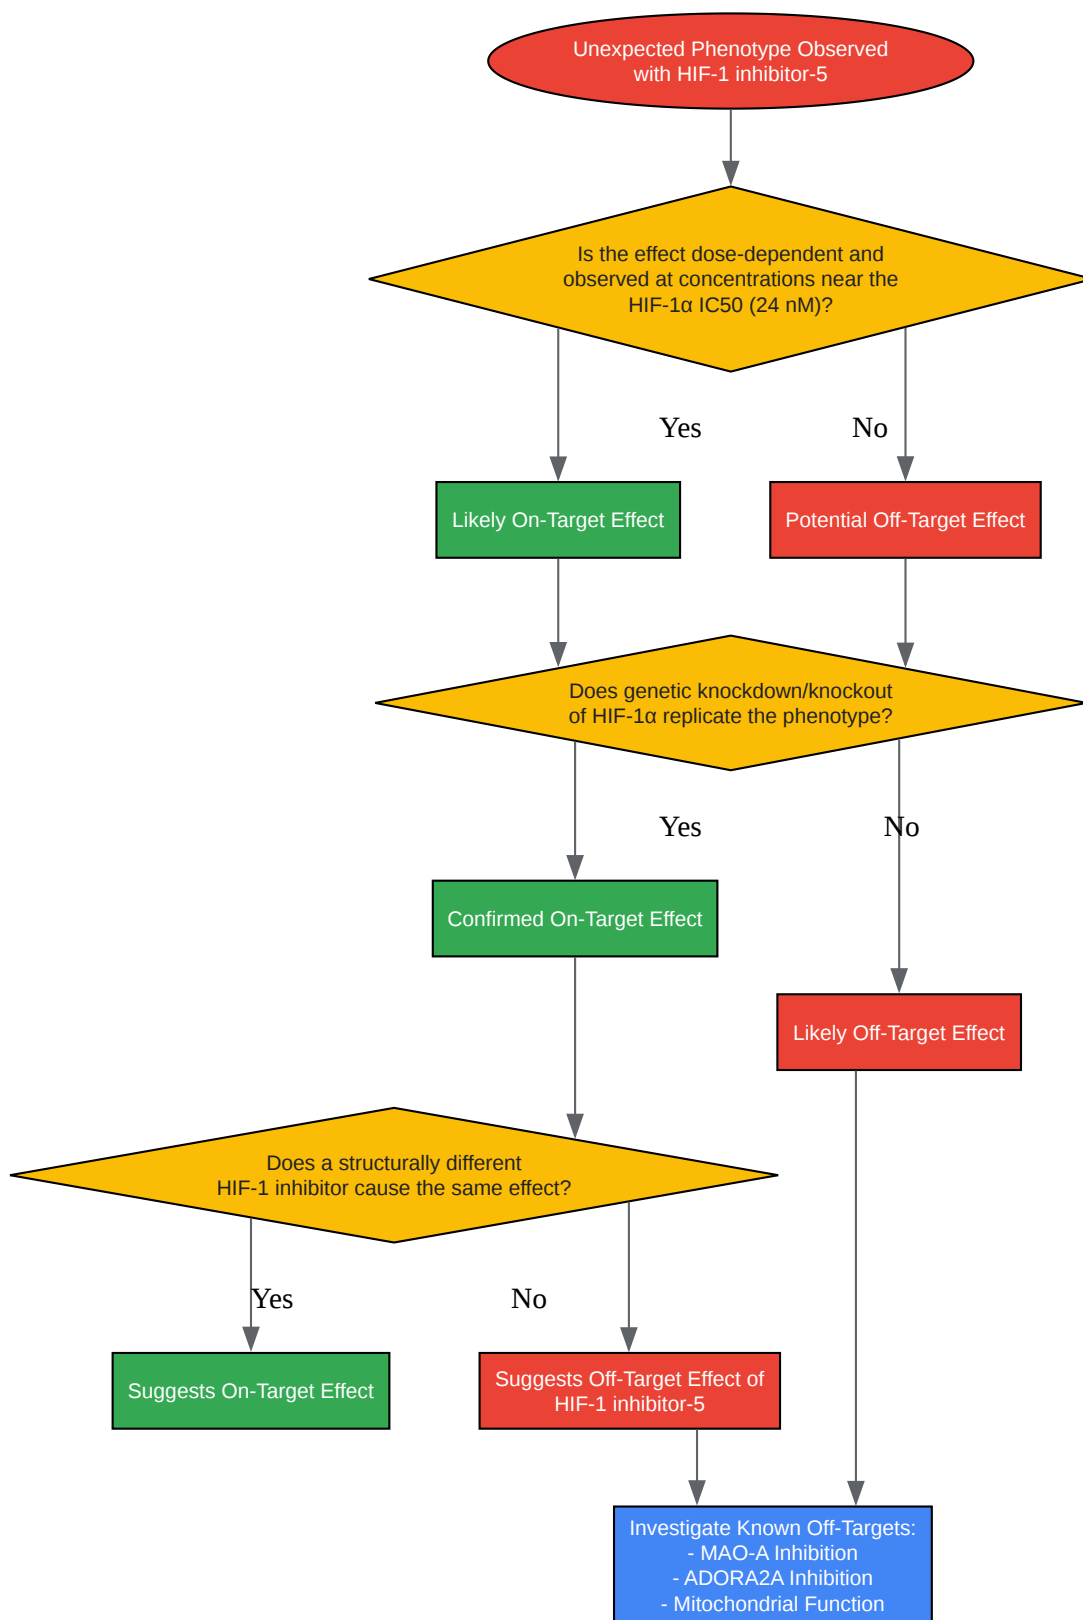 Unexpected Phenotype Observed
with HIF-1 inhibitor-5
Is the effect dose-dependent and
observed at concentrations near the
HIF-1α IC50 (24 nM)?
Yes
No
Likely On-Target Effect
Potential Off-Target Effect
Does genetic knockdown/knockout
of HIF-1α replicate the phenotype?
Yes
No
Confirmed On-Target Effect
Likely Off-Target Effect
Does a structurally different
HIF-1 inhibitor cause the same effect?
Yes
No
Suggests On-Target Effect
Suggests Off-Target Effect of
HIF-1 inhibitor-5
Investigate Known Off-Targets:
- MAO-A Inhibition
- ADORA2A Inhibition
- Mitochondrial Function